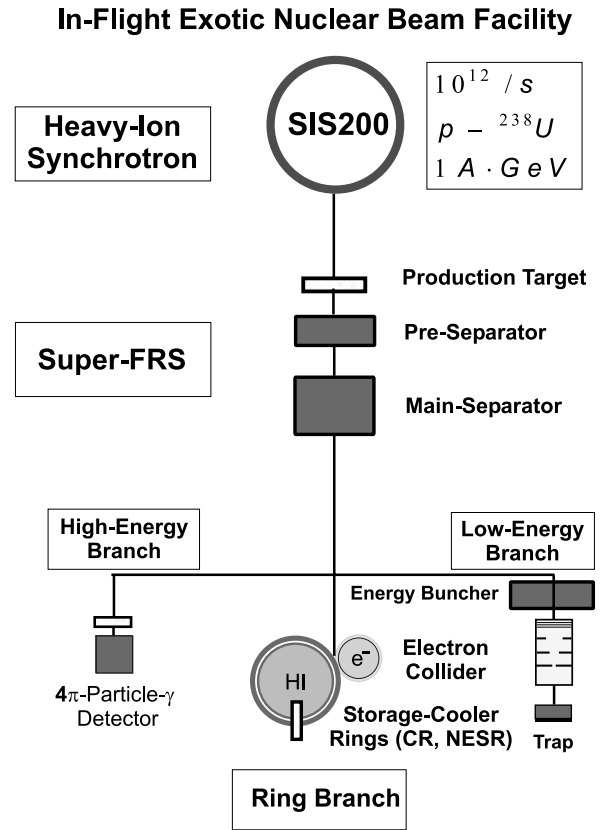 In-Flight Exotic Nuclear Beam Facility
Heavy-Ion
Synchrotron
SIS200
10¹² / s
p – ²³⁸U
1 A · GeV
Production Target
Super-FRS
Pre-Separator
Main-Separator
High-Energy
Branch
Low-Energy
Branch
Energy Buncher
4π-Particle-γ
Detector
HI
e⁻
Electron
Collider
Storage-Cooler
Rings (CR, NESR)
Trap
Ring Branch